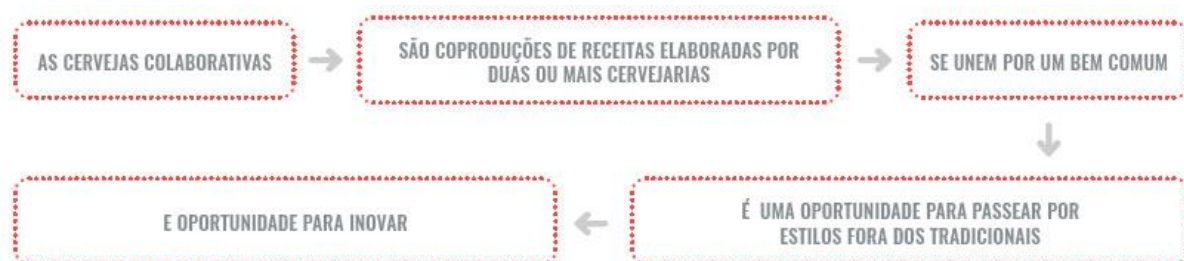 AS CERVEJAS COLABORATIVAS
SÃO COPRODUÇÕES DE RECEITAS ELABORADAS POR
DUAS OU MAIS CERVEJARIAS
SE UNEM POR UM BEM COMUM
É UMA OPORTUNIDADE PARA PASSEAR POR
ESTILOS FORA DOS TRADICIONAIS
E OPORTUNIDADE PARA INOVAR